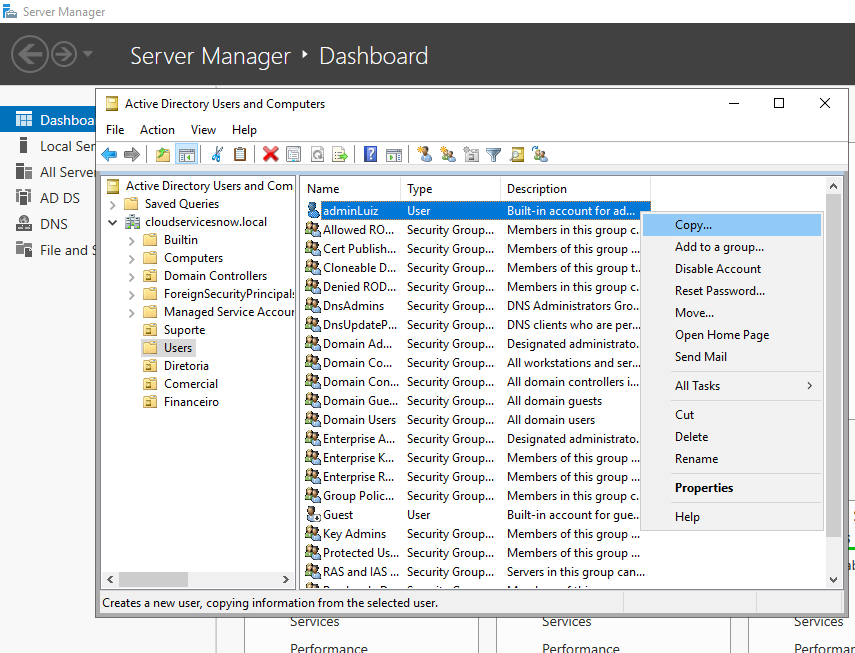 Server Manager
Server Manager ‣ Dashboard
Dashboa
Local Ser
All Server
AD DS
DNS
File and S
Active Directory Users and Computers
File Action View Help
Active Directory Users and Com
Saved Queries
cloudservicesnow.local
Builtin
Computers
Domain Controllers
ForeignSecurityPrincipals
Managed Service Accour
Suporte
Users
Diretoria
Comercial
Financeiro
Name Type Description
adminLuiz User Built-in account for ad...
Allowed RO... Security Group... Members in this group c...
Cert Publish... Security Group... Members of this group ...
Cloneable D... Security Group... Members of this group t...
Denied ROD... Security Group... Members in this group c...
DnsAdmins Security Group... DNS Administrators Gro...
DnsUpdateP... Security Group... DNS clients who are per...
Domain Ad... Security Group... Designated administrato...
Domain Co... Security Group... All workstations and ser...
Domain Con... Security Group... All domain controllers i...
Domain Gue... Security Group... All domain guests
Domain Users Security Group... All domain users
Enterprise A... Security Group... Designated administrato...
Enterprise K... Security Group... Members of this group ...
Enterprise R... Security Group... Members of this group ...
Group Polic... Security Group... Members in this group c...
Guest User Built-in account for gue...
Key Admins Security Group... Members of this group ...
Protected Us... Security Group... Members of this group ...
RAS and IAS ... Security Group... Servers in this group can...
Copy...
Add to a group...
Disable Account
Reset Password...
Move...
Open Home Page
Send Mail
All Tasks
Cut
Delete
Rename
Properties
Help
Creates a new user, copying information from the selected user.
Services Services Services
Performance Performance Performan